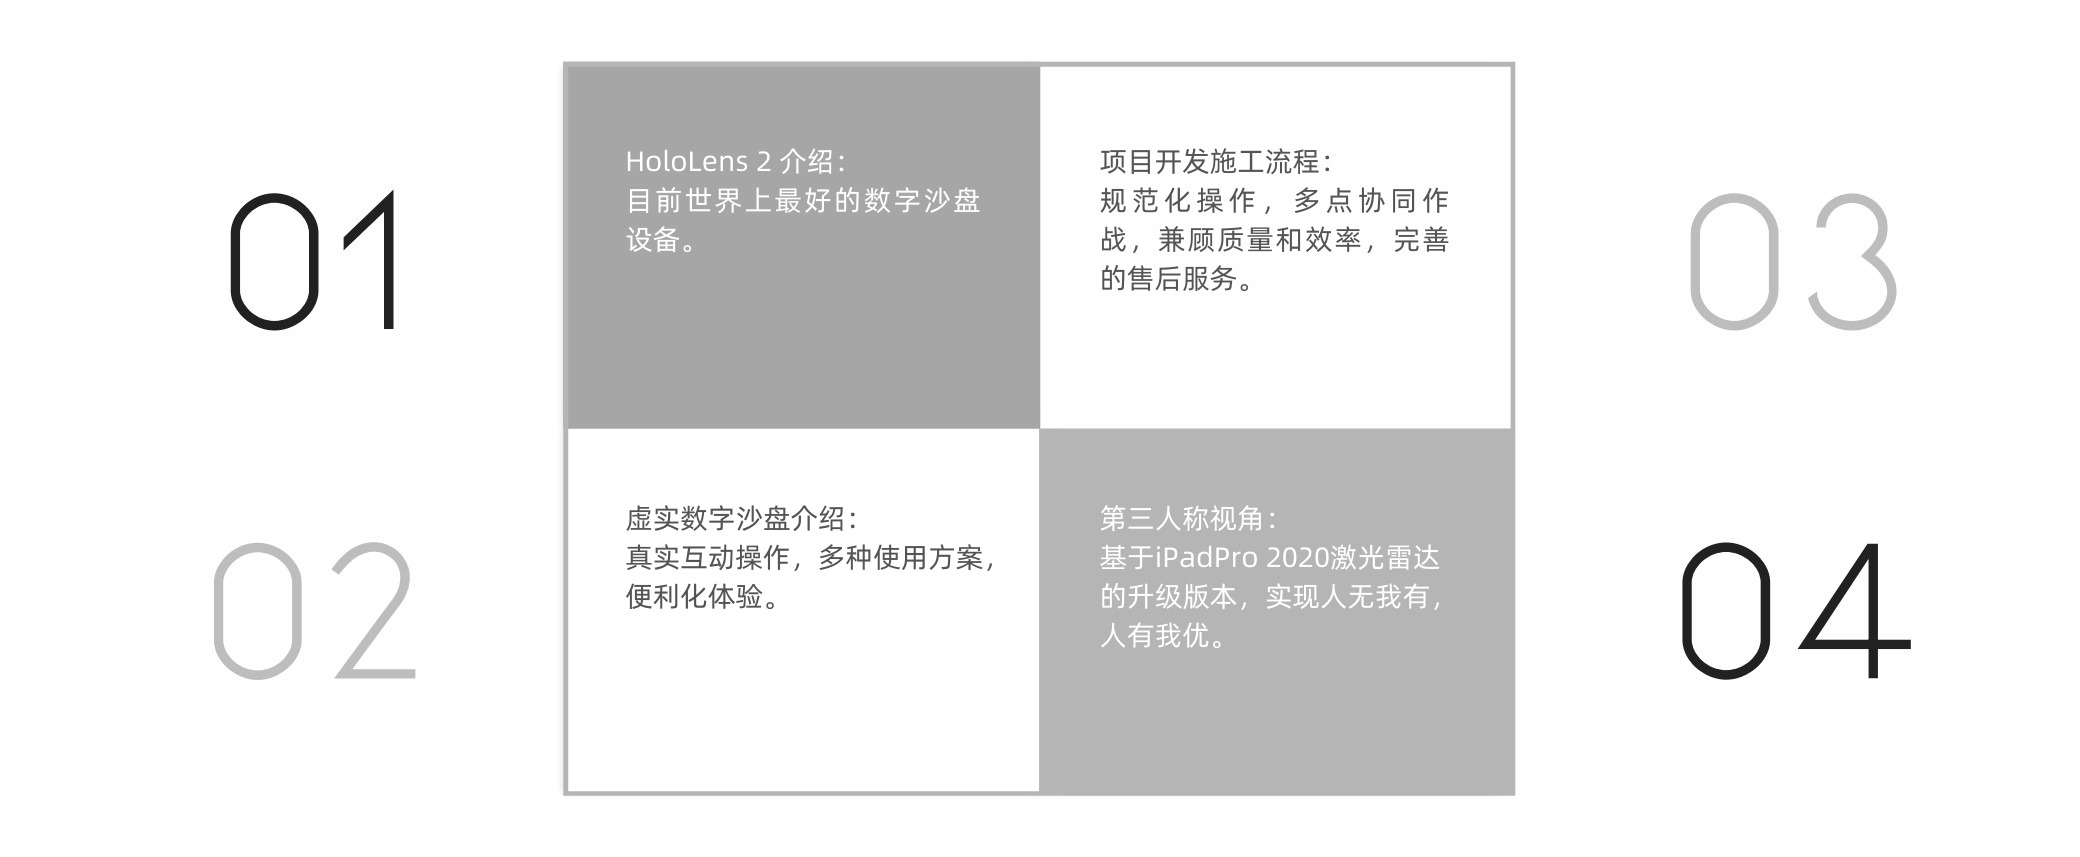 01
HoloLens 2 介绍：
目前世界上最好的数字沙盘
设备。
02
虚实数字沙盘介绍：
真实互动操作，多种使用方案，
便利化体验。
03
项目开发施工流程：
规范化操作，多点协同作
战，兼顾质量和效率，完善
的售后服务。
04
第三人称视角：
基于iPadPro 2020激光雷达
的升级版本，实现人无我有，
人有我优。